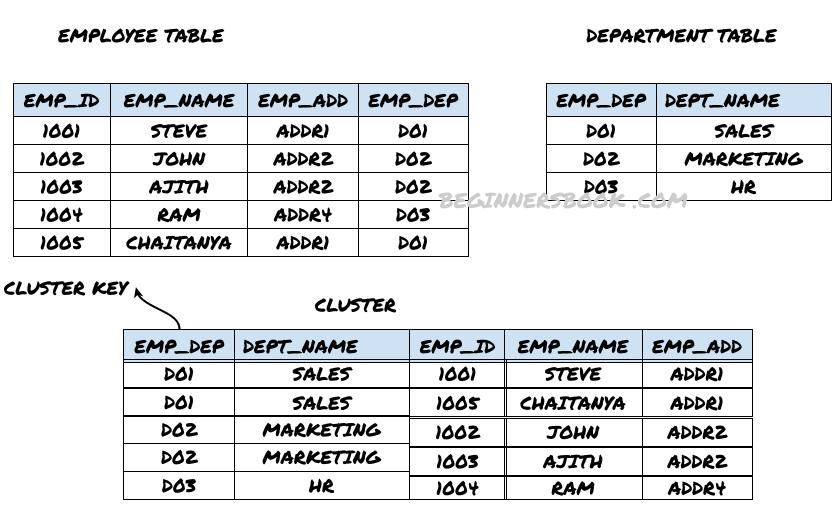 EMPLOYEE TABLE
DEPARTMENT TABLE
EMP_ID EMP_NAME EMP_ADD EMP_DEP
1001 STEVE ADDR1 D01
1002 JOHN ADDR2 D02
1003 AJITH ADDR2 D02
1004 RAM ADDR4 D03
1005 CHAITANYA ADDR1 D01
EMP_DEP DEPT_NAME
D01 SALES
D02 MARKETING
D03 HR
BEGINNERSBOOK.COM
CLUSTER KEY
CLUSTER
EMP_DEP DEPT_NAME EMP_ID EMP_NAME EMP_ADD
D01 SALES 1001 STEVE ADDR1
D01 SALES 1005 CHAITANYA ADDR1
D02 MARKETING 1002 JOHN ADDR2
D02 MARKETING 1003 AJITH ADDR2
D03 HR 1004 RAM ADDR4